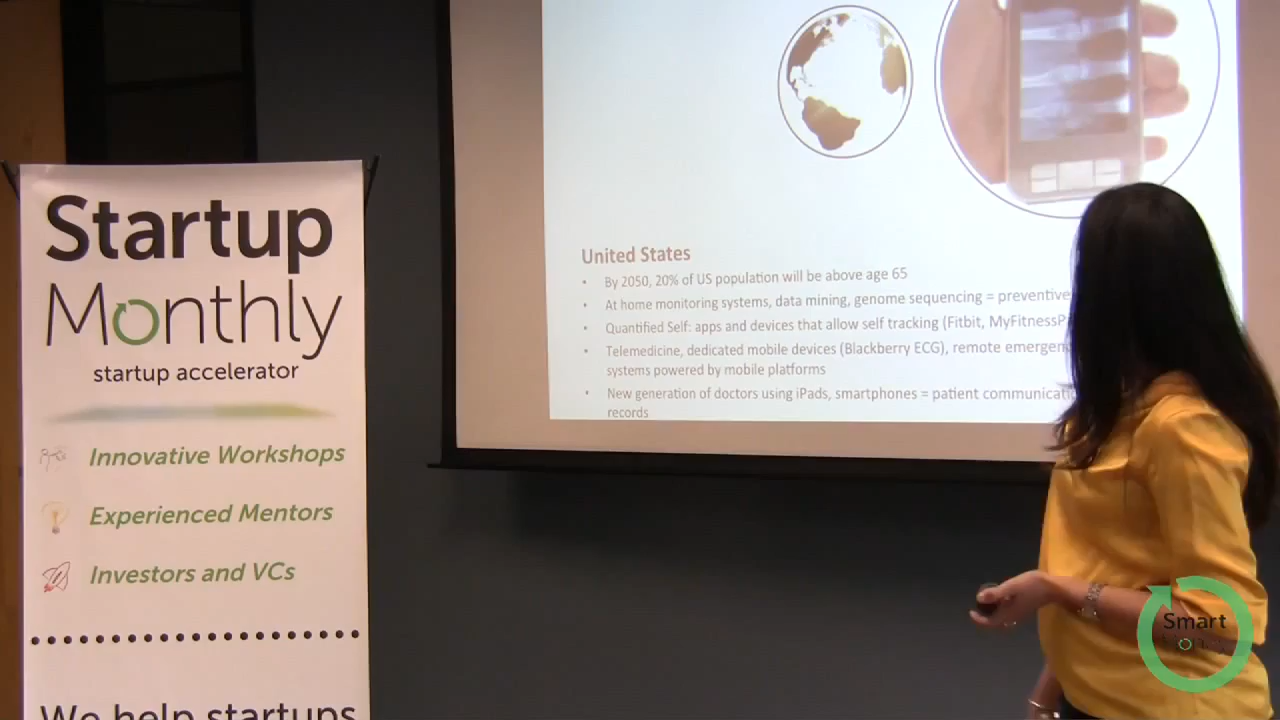 Startup
Monthly
startup accelerator
Innovative Workshops
Experienced Mentors
Investors and VCs
We help startups
United States
• By 2050, 20% of US population will be above age 65
• At home monitoring systems, data mining, genome sequencing = preventive
• Quantified Self: apps and devices that allow self tracking (Fitbit,
• Telemedicine, dedicated mobile devices (Blackberry ECG), remote
systems powered by mobile platforms
• New generation of doctors using iPads, smartphones = patient
records
Smart
Monthly